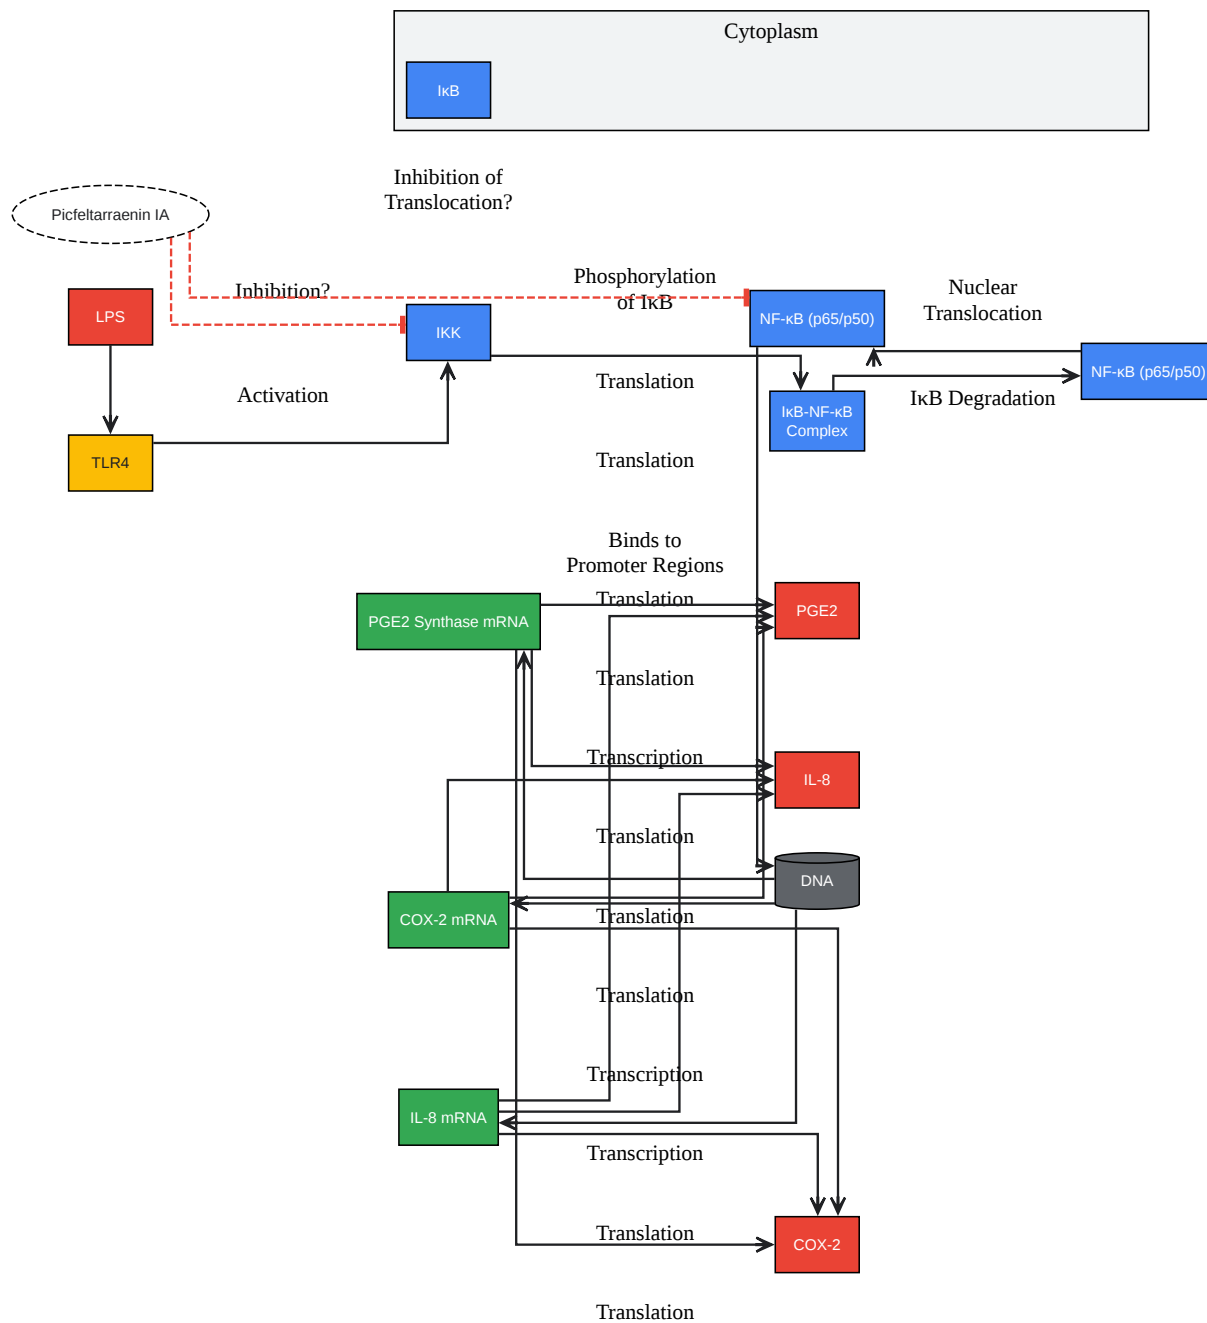 Cytoplasm
IκB
Inhibition of
Translocation?
Picfeltarraenin IA
Inhibition?
Phosphorylation
of IκB
Nuclear
Translocation
LPS
IKK
NF-κB (p65/p50)
NF-κB (p65/p50)
Activation
Translation
IκB Degradation
IκB-NF-κB
Complex
TLR4
Translation
Binds to
Promoter Regions
Translation
PGE2 Synthase mRNA
PGE2
Translation
Transcription
IL-8
Translation
DNA
COX-2 mRNA
Translation
Translation
Transcription
IL-8 mRNA
Transcription
Translation
COX-2
Translation